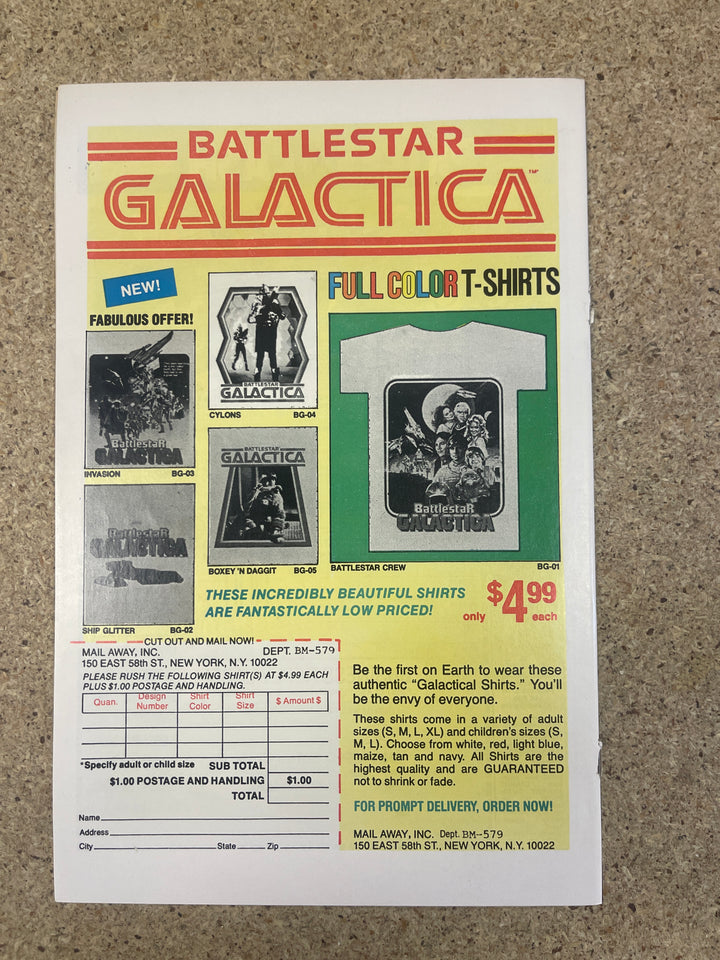 BATTLESTAR
GALACTICA™
NEW!
FABULOUS OFFER!
FULL COLOR T-SHIRTS
BattlestaR
GALACTICA
INVASION BG-03
BATTLESTAR
GALACTICA
CYLONS BG-04
BattlestaR
GALACTICA
SHIP GLITTER BG-02
BATTLESTAR
GALACTICA
BOXEY 'N DAGGIT BG-05
BattlestaR
GALACTICA
BATTLESTAR CREW BG-01
THESE INCREDIBLY BEAUTIFUL SHIRTS
ARE FANTASTICALLY LOW PRICED!
only $4.99 each
CUT OUT AND MAIL NOW!
MAIL AWAY, INC. DEPT. BM-579
150 EAST 58th ST., NEW YORK, N.Y. 10022
PLEASE RUSH THE FOLLOWING SHIRT(S) AT $4.99 EACH
PLUS $1.00 POSTAGE AND HANDLING.
Quan. Design Number Shirt Color Shirt Size $ Amount $
*Specify adult or child size SUB TOTAL
$1.00 POSTAGE AND HANDLING $1.00
TOTAL
Name
Address
City State Zip
Be the first on Earth to wear these
authentic "Galactical Shirts." You'll
be the envy of everyone.
These shirts come in a variety of adult
sizes (S, M, L, XL) and children's sizes (S,
M, L). Choose from white, red, light blue,
maize, tan and navy. All Shirts are the
highest quality and are GUARANTEED
not to shrink or fade.
FOR PROMPT DELIVERY, ORDER NOW!
MAIL AWAY, INC. Dept. BM-579
150 EAST 58th ST., NEW YORK, N.Y. 10022